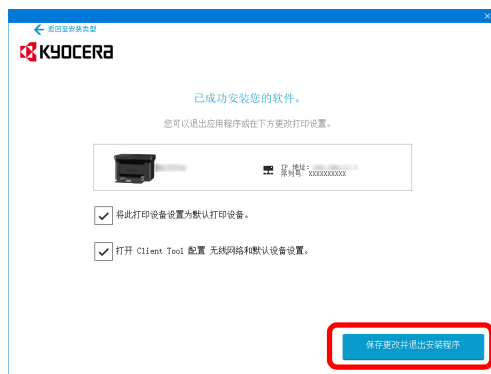 返回至安装类型
KYOCERA
已成功安装您的软件。
您可以退出应用程序或在下方更改打印设置。
IP 地址:
序列号: XXXXXXXXXX
将此打印设备设置为默认打印设备。
打开 Client Tool 配置 无线网络和默认设备设置。
保存更改并退出安装程序